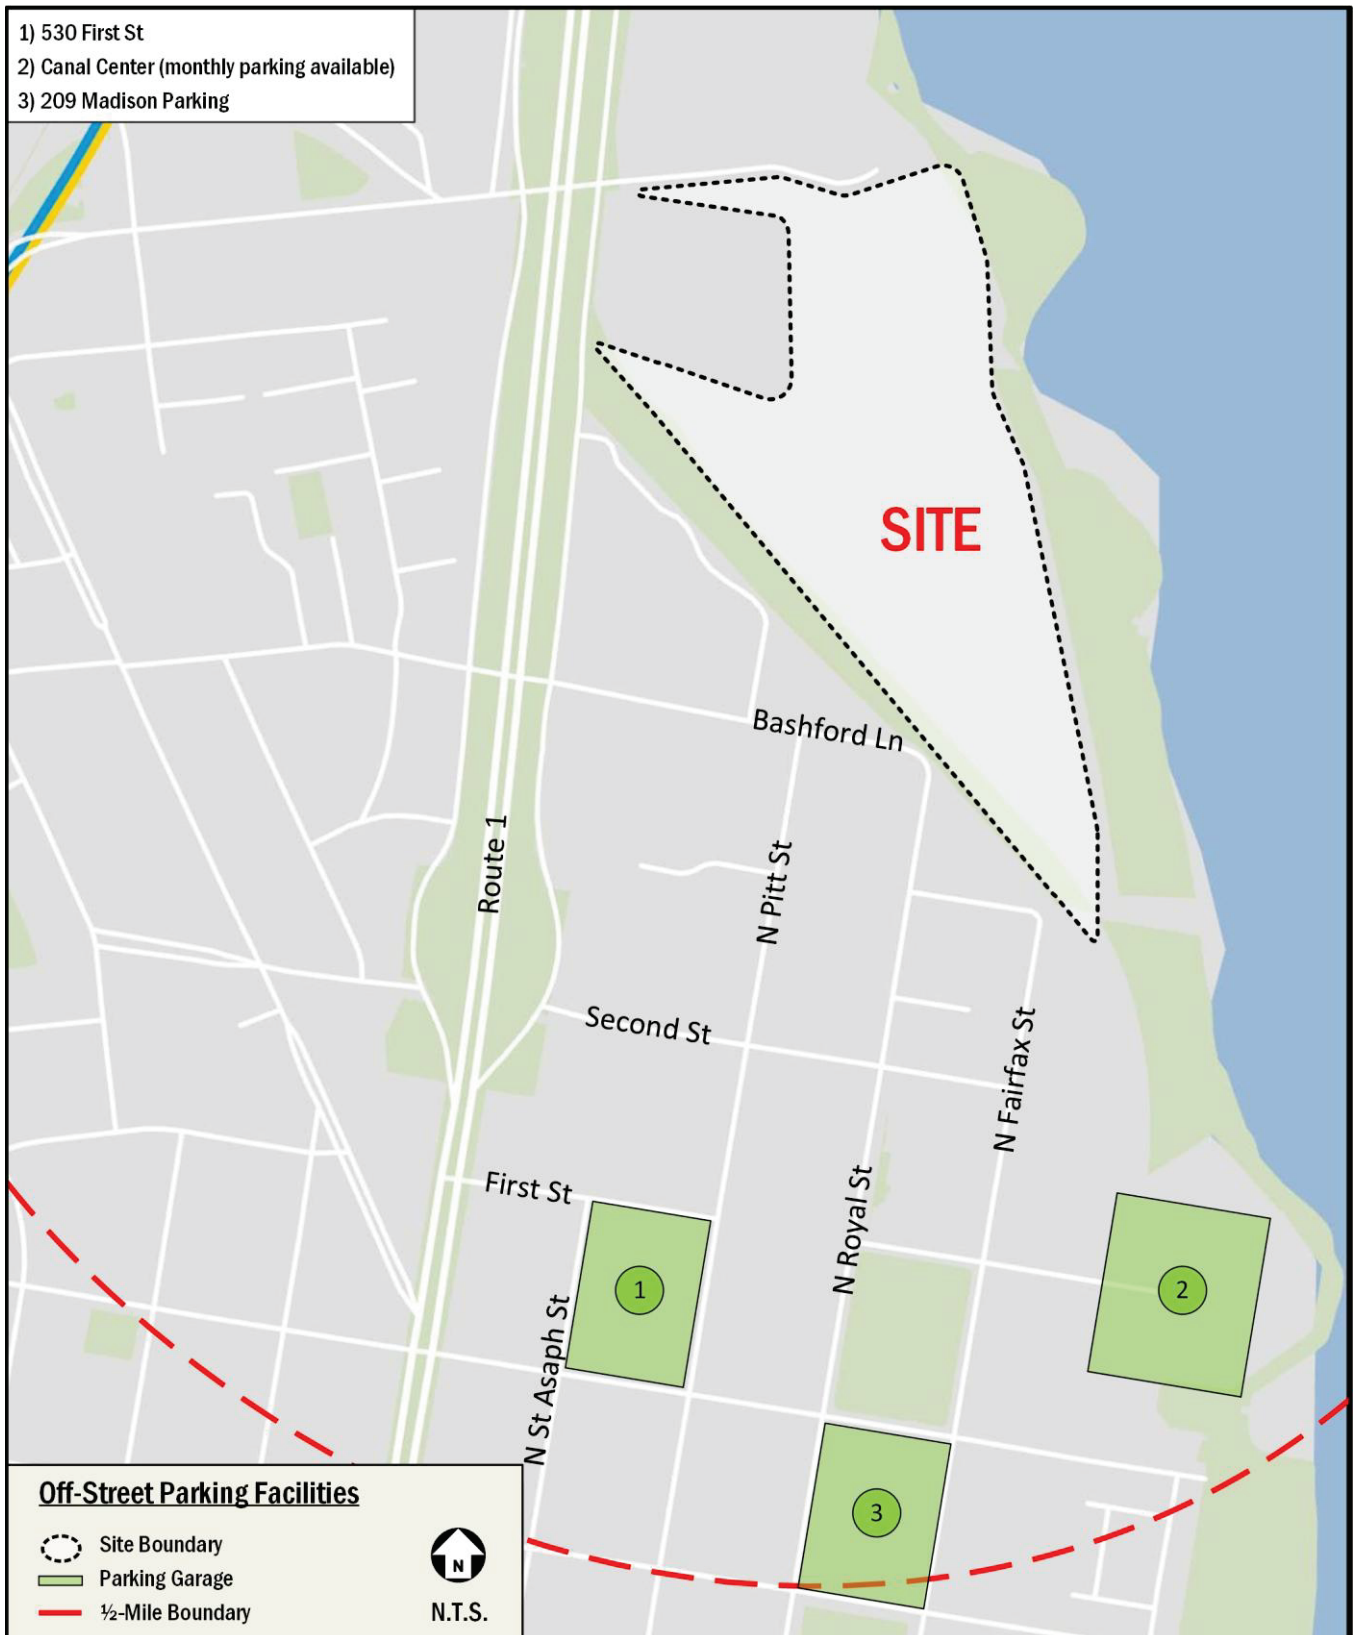 1) 530 First St
2) Canal Center (monthly parking available)
3) 209 Madison Parking
SITE
Bashford Ln
Route 1
N Pitt St
Second St
N Fairfax St
First St
N Royal St
1
2
N St Asaph St
3
Off-Street Parking Facilities
Site Boundary
Parking Garage
½-Mile Boundary
N
N.T.S.